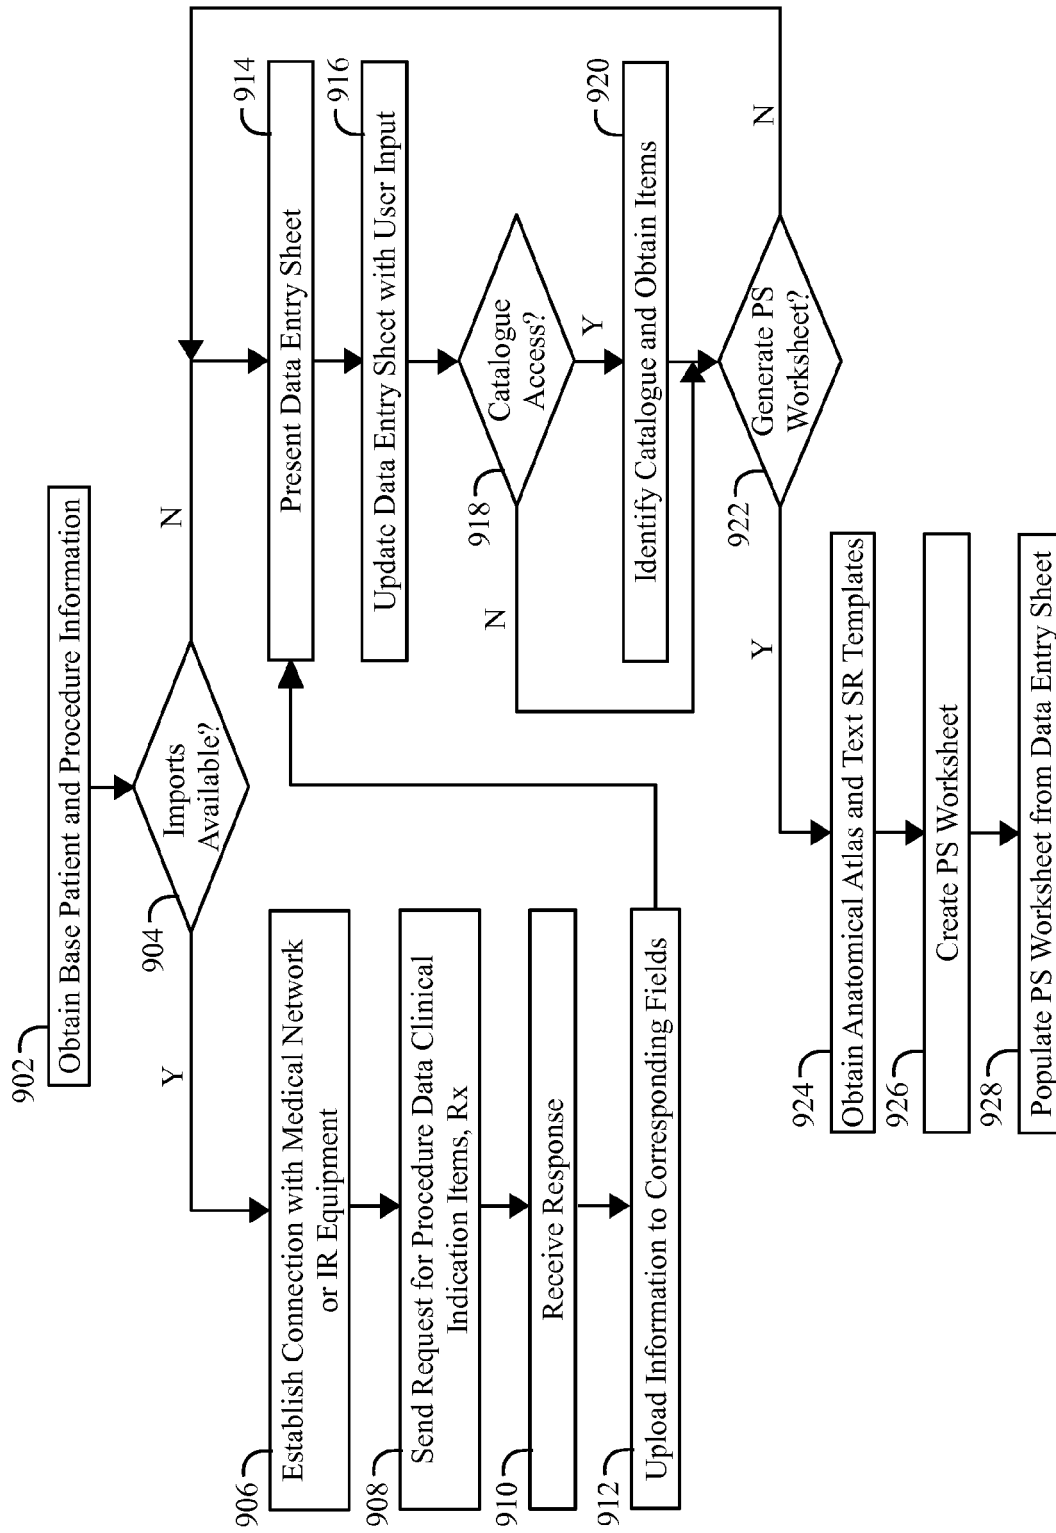 902
Obtain Base Patient and Procedure Information
904
Imports
Available?
Y
N
906
Establish Connection with Medical Network
or IR Equipment
908
Send Request for Procedure Data Clinical
Indication Items, Rx
910
Receive Response
912
Upload Information to Corresponding Fields
914
Present Data Entry Sheet
916
Update Data Entry Sheet with User Input
918
Catalogue
Access?
N
Y
920
Identify Catalogue and Obtain Items
922
Generate PS
Worksheet?
Y
N
924
Obtain Anatomical Atlas and Text SR Templates
926
Create PS Worksheet
928
Populate PS Worksheet from Data Entry Sheet